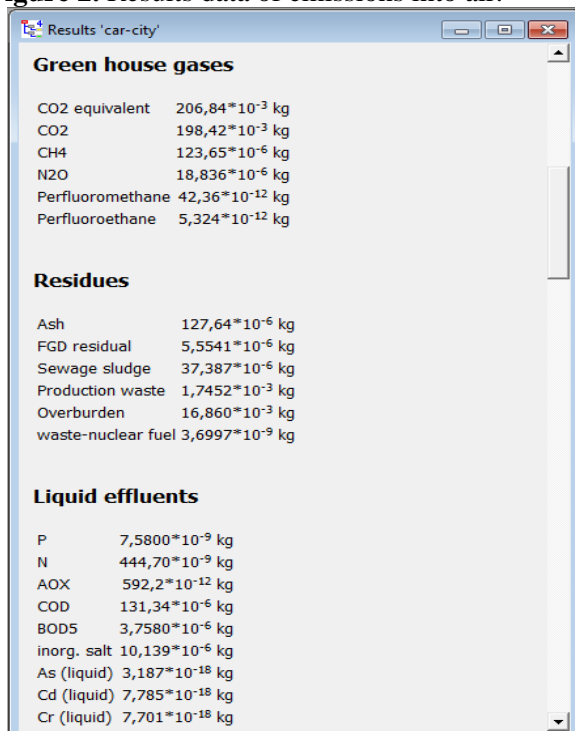 Results data of emissions into air.
Results 'car-city'
Green house gases
CO2 equivalent 206,84*10-3 kg
CO2 198,42*10-3 kg
CH4 123,65*10-6 kg
N2O 18,836*10-6 kg
Perfluoromethane 42,36*10-12 kg
Perfluoroethane 5,324*10-12 kg
Residues
Ash 127,64*10-6 kg
FGD residual 5,5541*10-6 kg
Sewage sludge 37,387*10-6 kg
Production waste 1,7452*10-3 kg
Overburden 16,860*10-3 kg
waste-nuclear fuel 3,6997*10-9 kg
Liquid effluents
P 7,5800*10-9 kg
N 444,70*10-9 kg
AOX 592,2*10-12 kg
COD 131,34*10-6 kg
BOD5 3,7580*10-6 kg
inorg. salt 10,139*10-6 kg
As (liquid) 3,187*10-18 kg
Cd (liquid) 7,785*10-18 kg
Cr (liquid) 7,701*10-18 kg